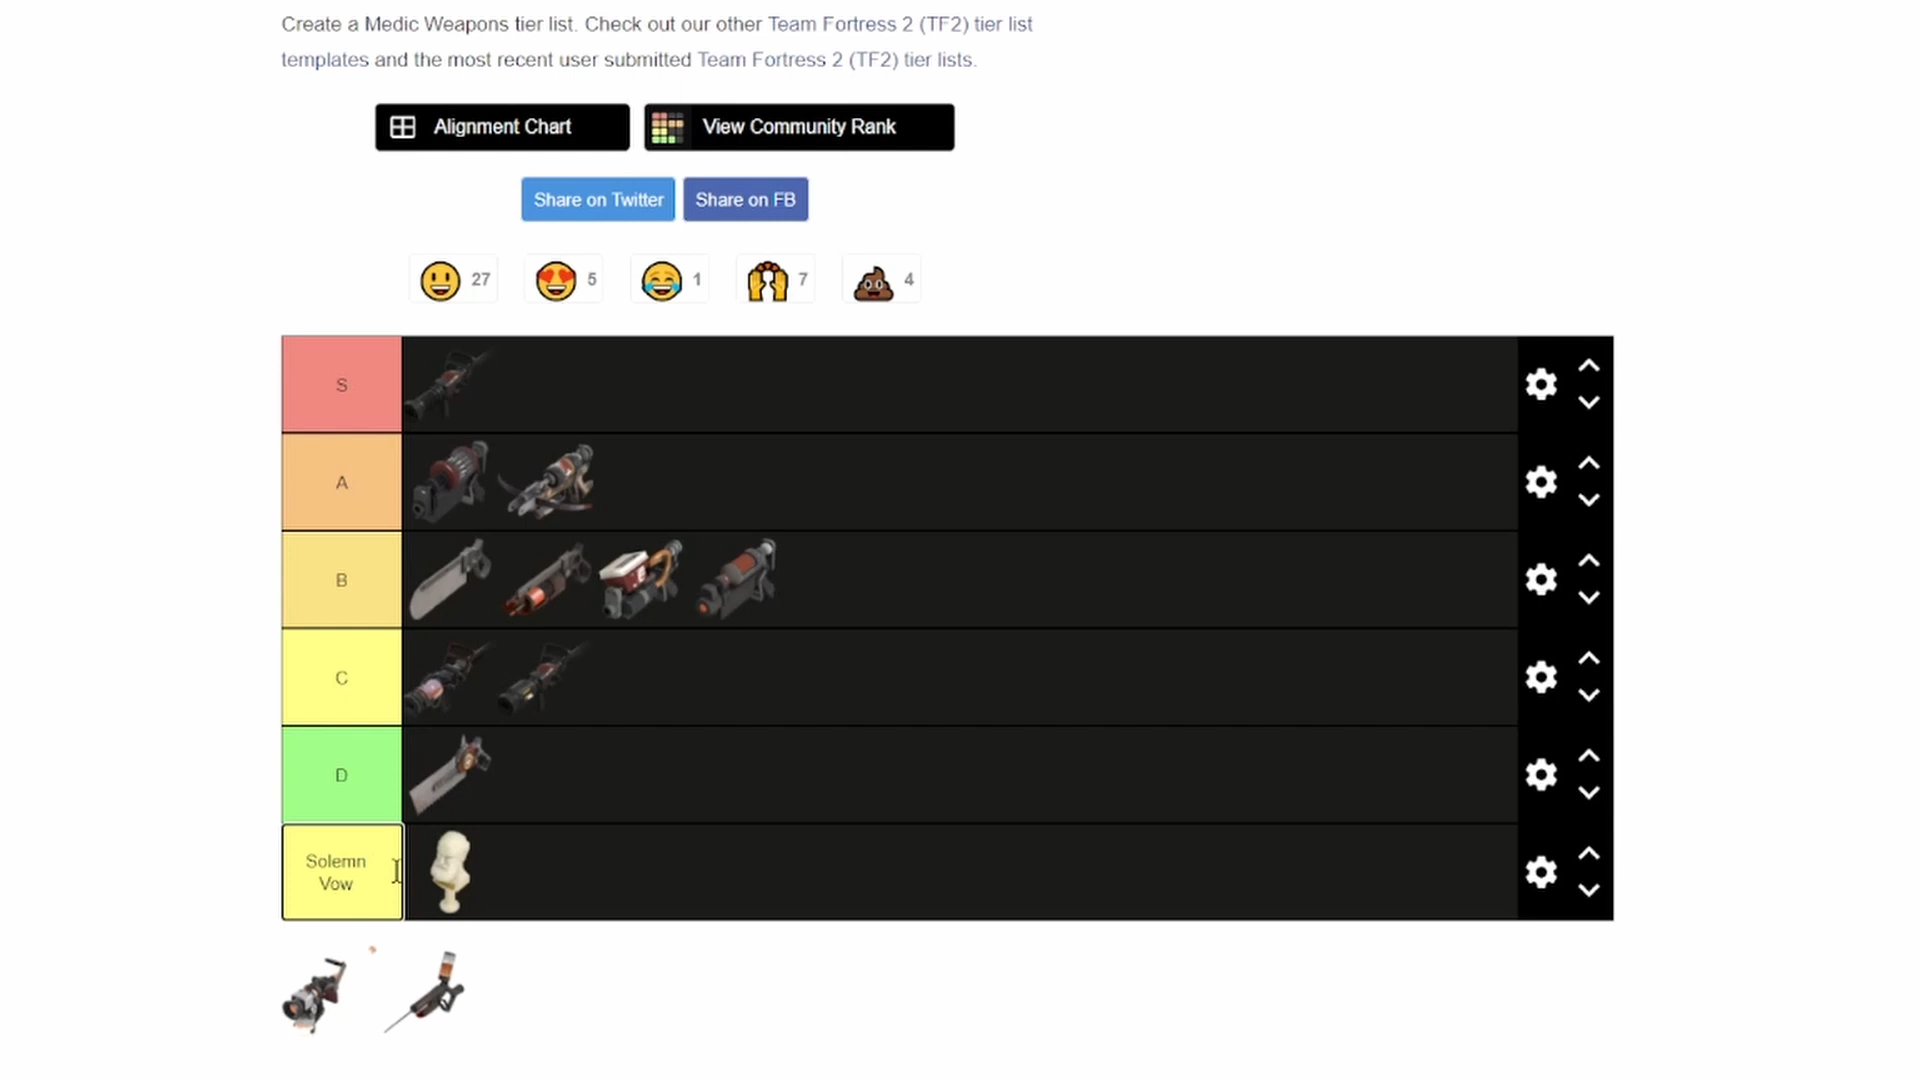 Create a Medic Weapons tier list. Check out our other Team Fortress 2 (TF2) tier list
templates and the most recent user submitted Team Fortress 2 (TF2) tier lists.
Alignment Chart
View Community Rank
Share on Twitter
Share on FB
27
5
1
7
4
S
A
B
C
D
Solemn
Vow